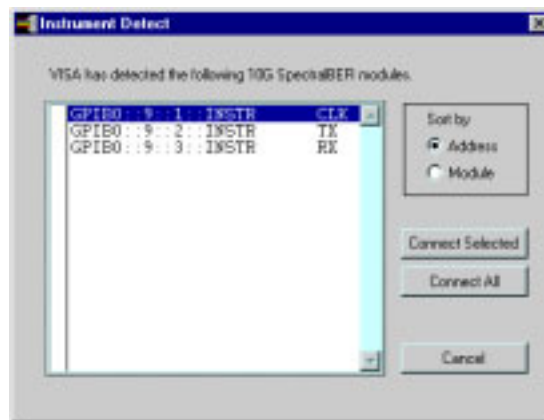 Instrument Detect
VISA has detected the following 10G SpectralBER modules.
GPIB0::9::1::INSTR CLK
GPIB0::9::2::INSTR TX
GPIB0::9::3::INSTR RX
Sort by
Address
Module
Connect Selected
Connect All
Cancel